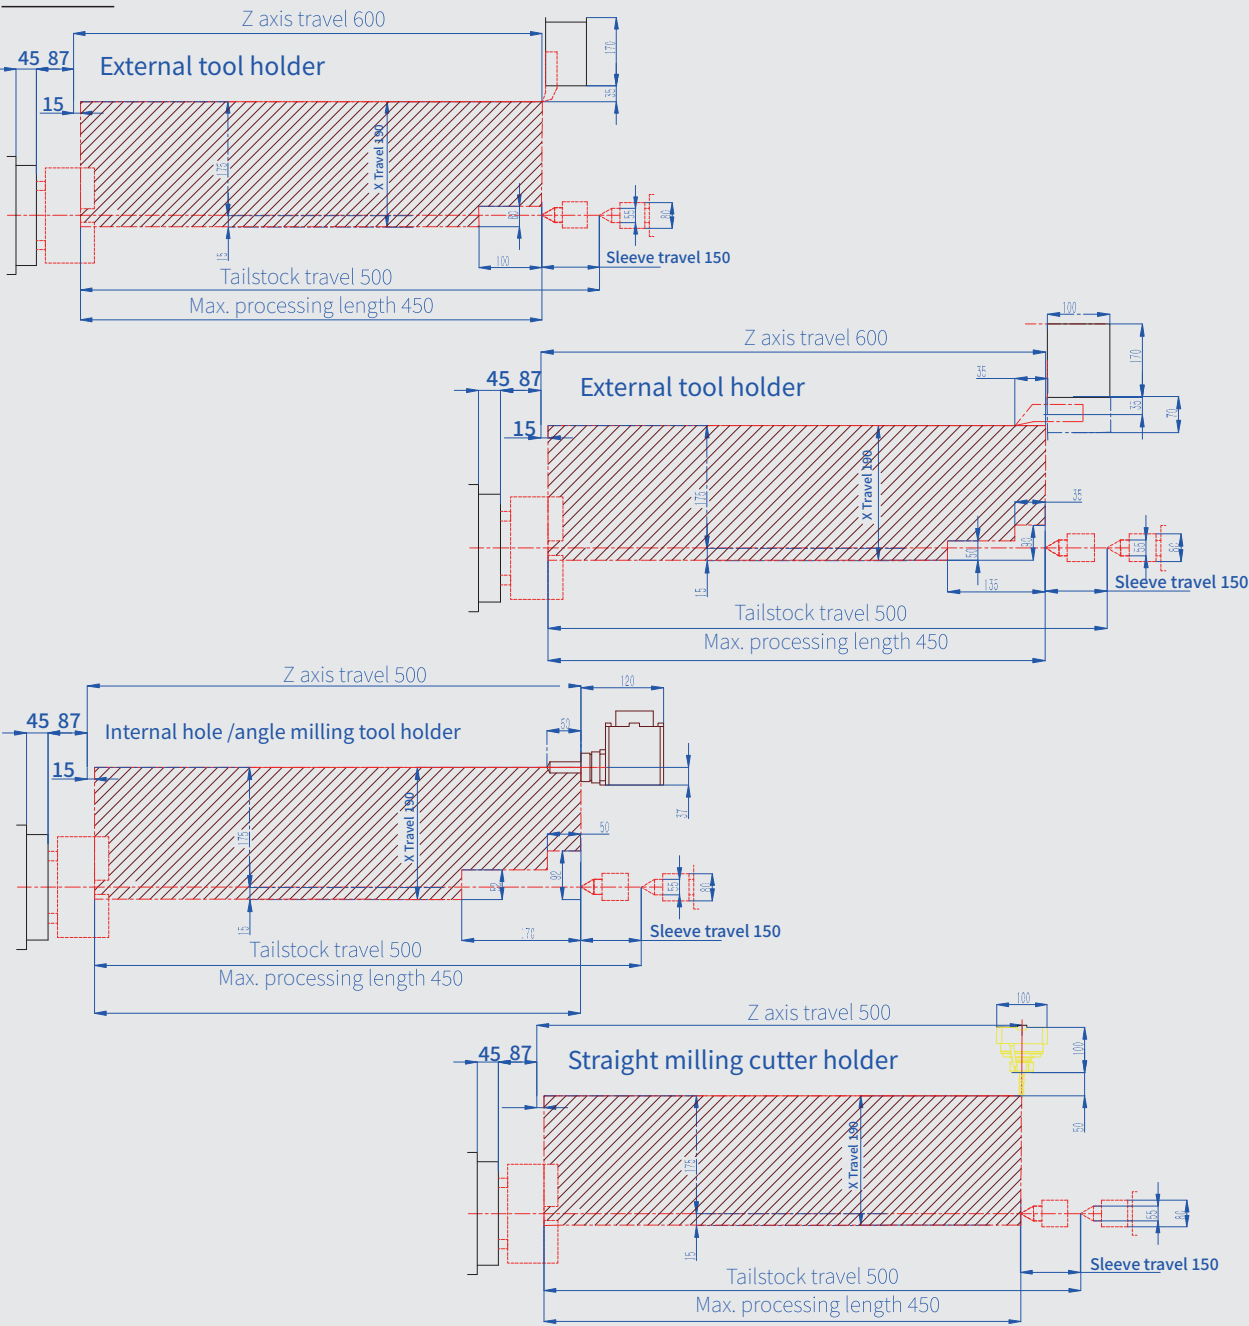 Z axis travel 600
170
45 87
External tool holder
35
15
175
X Travel 190
55
80
15
100
Sleeve travel 150
Tailstock travel 500
Max. processing length 450
100
Z axis travel 600
170
35
45 87
External tool holder
35
70
15
175
X Travel 190
35
50
90
55
80
15
135
Sleeve travel 150
Tailstock travel 500
Max. processing length 450
Z axis travel 500
120
45 87
Internal hole /angle milling tool holder
50
15
37
175
X Travel 190
50
92
55
80
15
170
Sleeve travel 150
Tailstock travel 500
Max. processing length 450
100
Z axis travel 500
45 87
Straight milling cutter holder
100
50
175
X Travel 190
55
80
15
Sleeve travel 150
Tailstock travel 500
Max. processing length 450